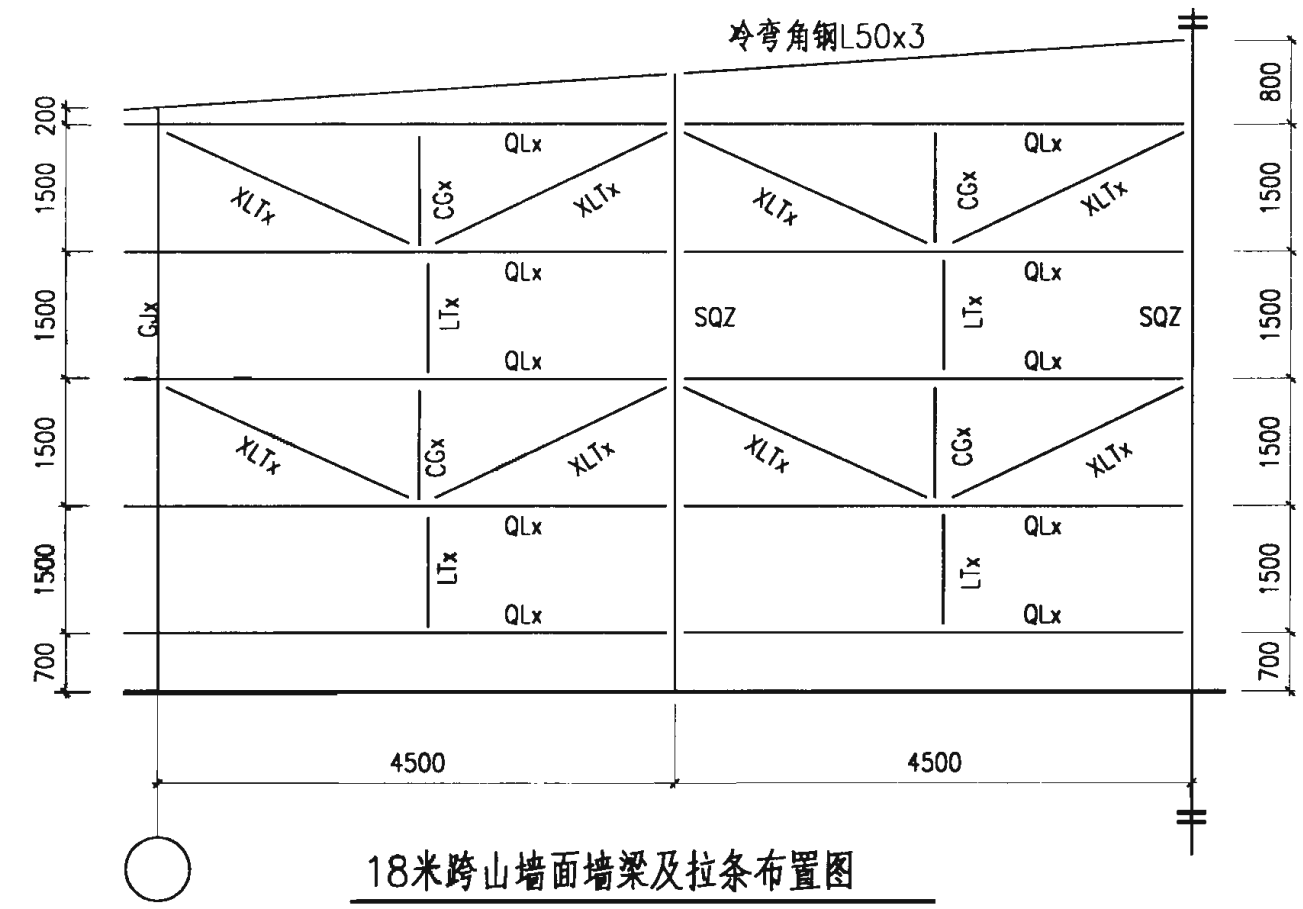 冷弯角钢L50x3
200
800
QLx
QLx
1500
XLTx
CGx
XLTx
XLTx
CGx
XLTx
1500
QLx
QLx
1500
GJx
LTx
SQZ
LTx
SQZ
1500
QLx
QLx
1500
XLTx
CGx
XLTx
XLTx
CGx
XLTx
1500
QLx
QLx
1500
LTx
LTx
1500
QLx
QLx
700
700
4500
4500
18米跨山墙面墙梁及拉条布置图